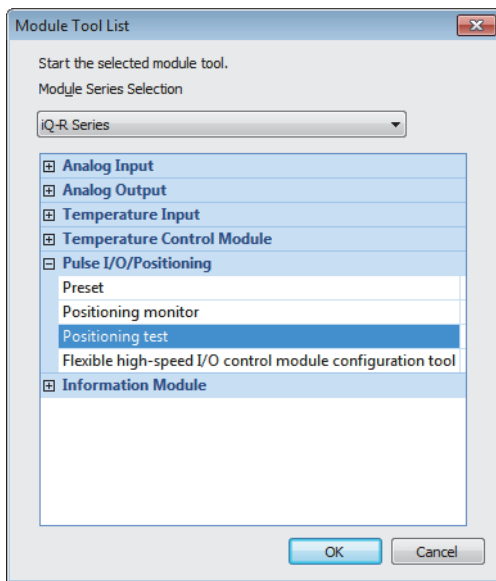 Module Tool List
Start the selected module tool.
Module Series Selection
iQ-R Series
Analog Input
Analog Output
Temperature Input
Temperature Control Module
Pulse I/O/Positioning
Preset
Positioning monitor
Positioning test
Flexible high-speed I/O control module configuration tool
Information Module
OK Cancel